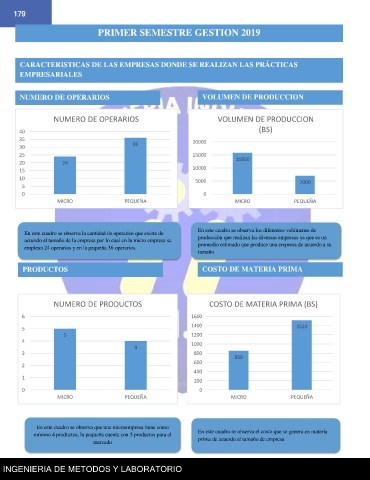 179
PRIMER SEMESTRE GESTION 2019
CARACTERISTICAS DE LAS EMPRESAS DONDE SE REALIZAN LAS PRÁCTICAS
EMPRESARIALES
NUMERO DE OPERARIOS
VOLUMEN DE PRODUCCION
NUMERO DE OPERARIOS
40
35
30
25
20
15
10
5
0
24
36
MICRO
PEQUEÑA
VOLUMEN DE PRODUCCION
(BS)
20000
15000
10000
5000
0
7000
MICRO
PEQUEÑA
En este cuadro se observa la cantidad de operarios que existe de
acuerdo al tamaño de la empresa por lo cual en la micro empresa se
emplean 24 operarios y en la pequeña 36 operarios.
En este cuadro se observa los diferentes volúmenes de
producción que realizan las diversas empresas ya que es un
promedio estimado que produce una empresa de acuerdo a su
tamaño
PRODUCTOS
COSTO DE MATERIA PRIMA
NUMERO DE PRODUCTOS
6
5
4
3
2
1
0
5
4
MICRO
PEQUEÑA
COSTO DE MATERIA PRIMA (BS)
1600
1400
1200
1000
800
600
400
200
0
850
MICRO
PEQUEÑA
En este cuadro se observa que una microempresa tiene como
mínimo 4 productos, la pequeña cuenta con 5 productos para el
mercado
En este cuadro se observa el costo que se genera en materia
prima de acuerdo al tamaño de empresa
INGENIERIA DE METODOS Y LABORATORIO